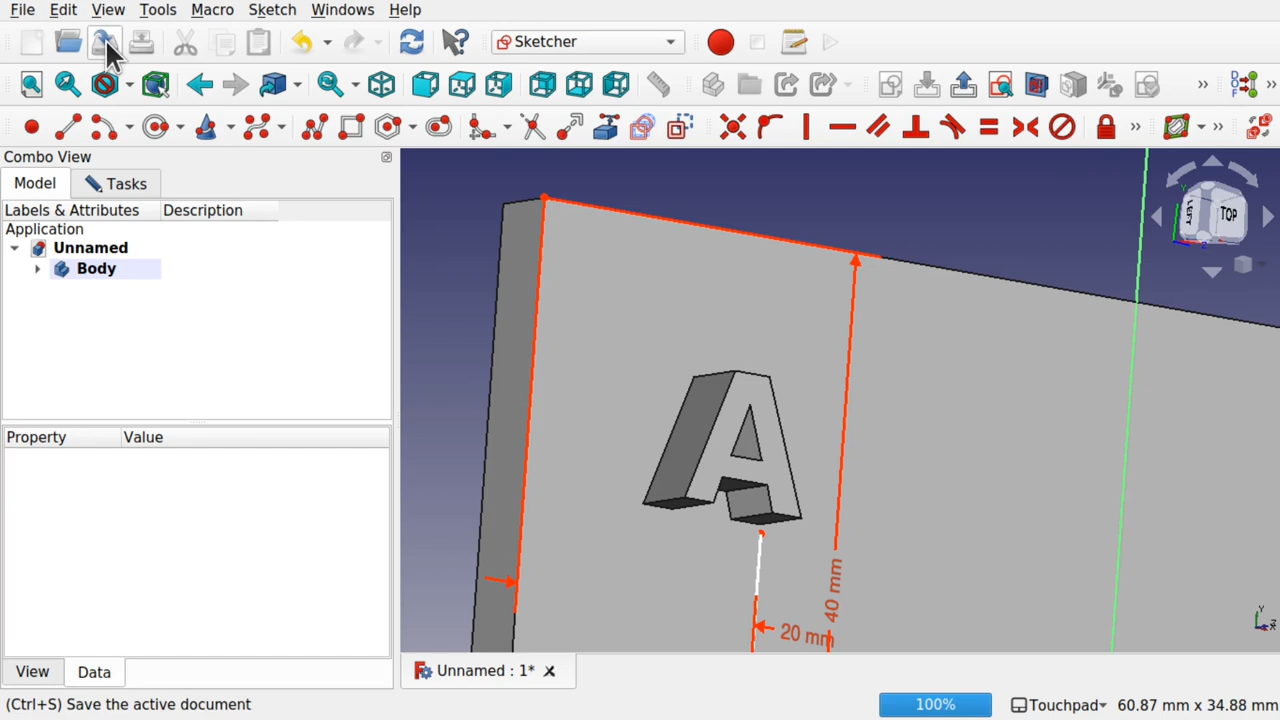 File Edit View Tools Macro Sketch Windows Help
Sketcher
Combo View
Model Tasks
Labels & Attributes Description
Application
Unnamed
Body
Property Value
View Data
LEFT TOP
Y
Z
A
40 mm
20 mm
Y
Unnamed : 1*
(Ctrl+S) Save the active document 100% Touchpad 60.87 mm x 34.88 mm